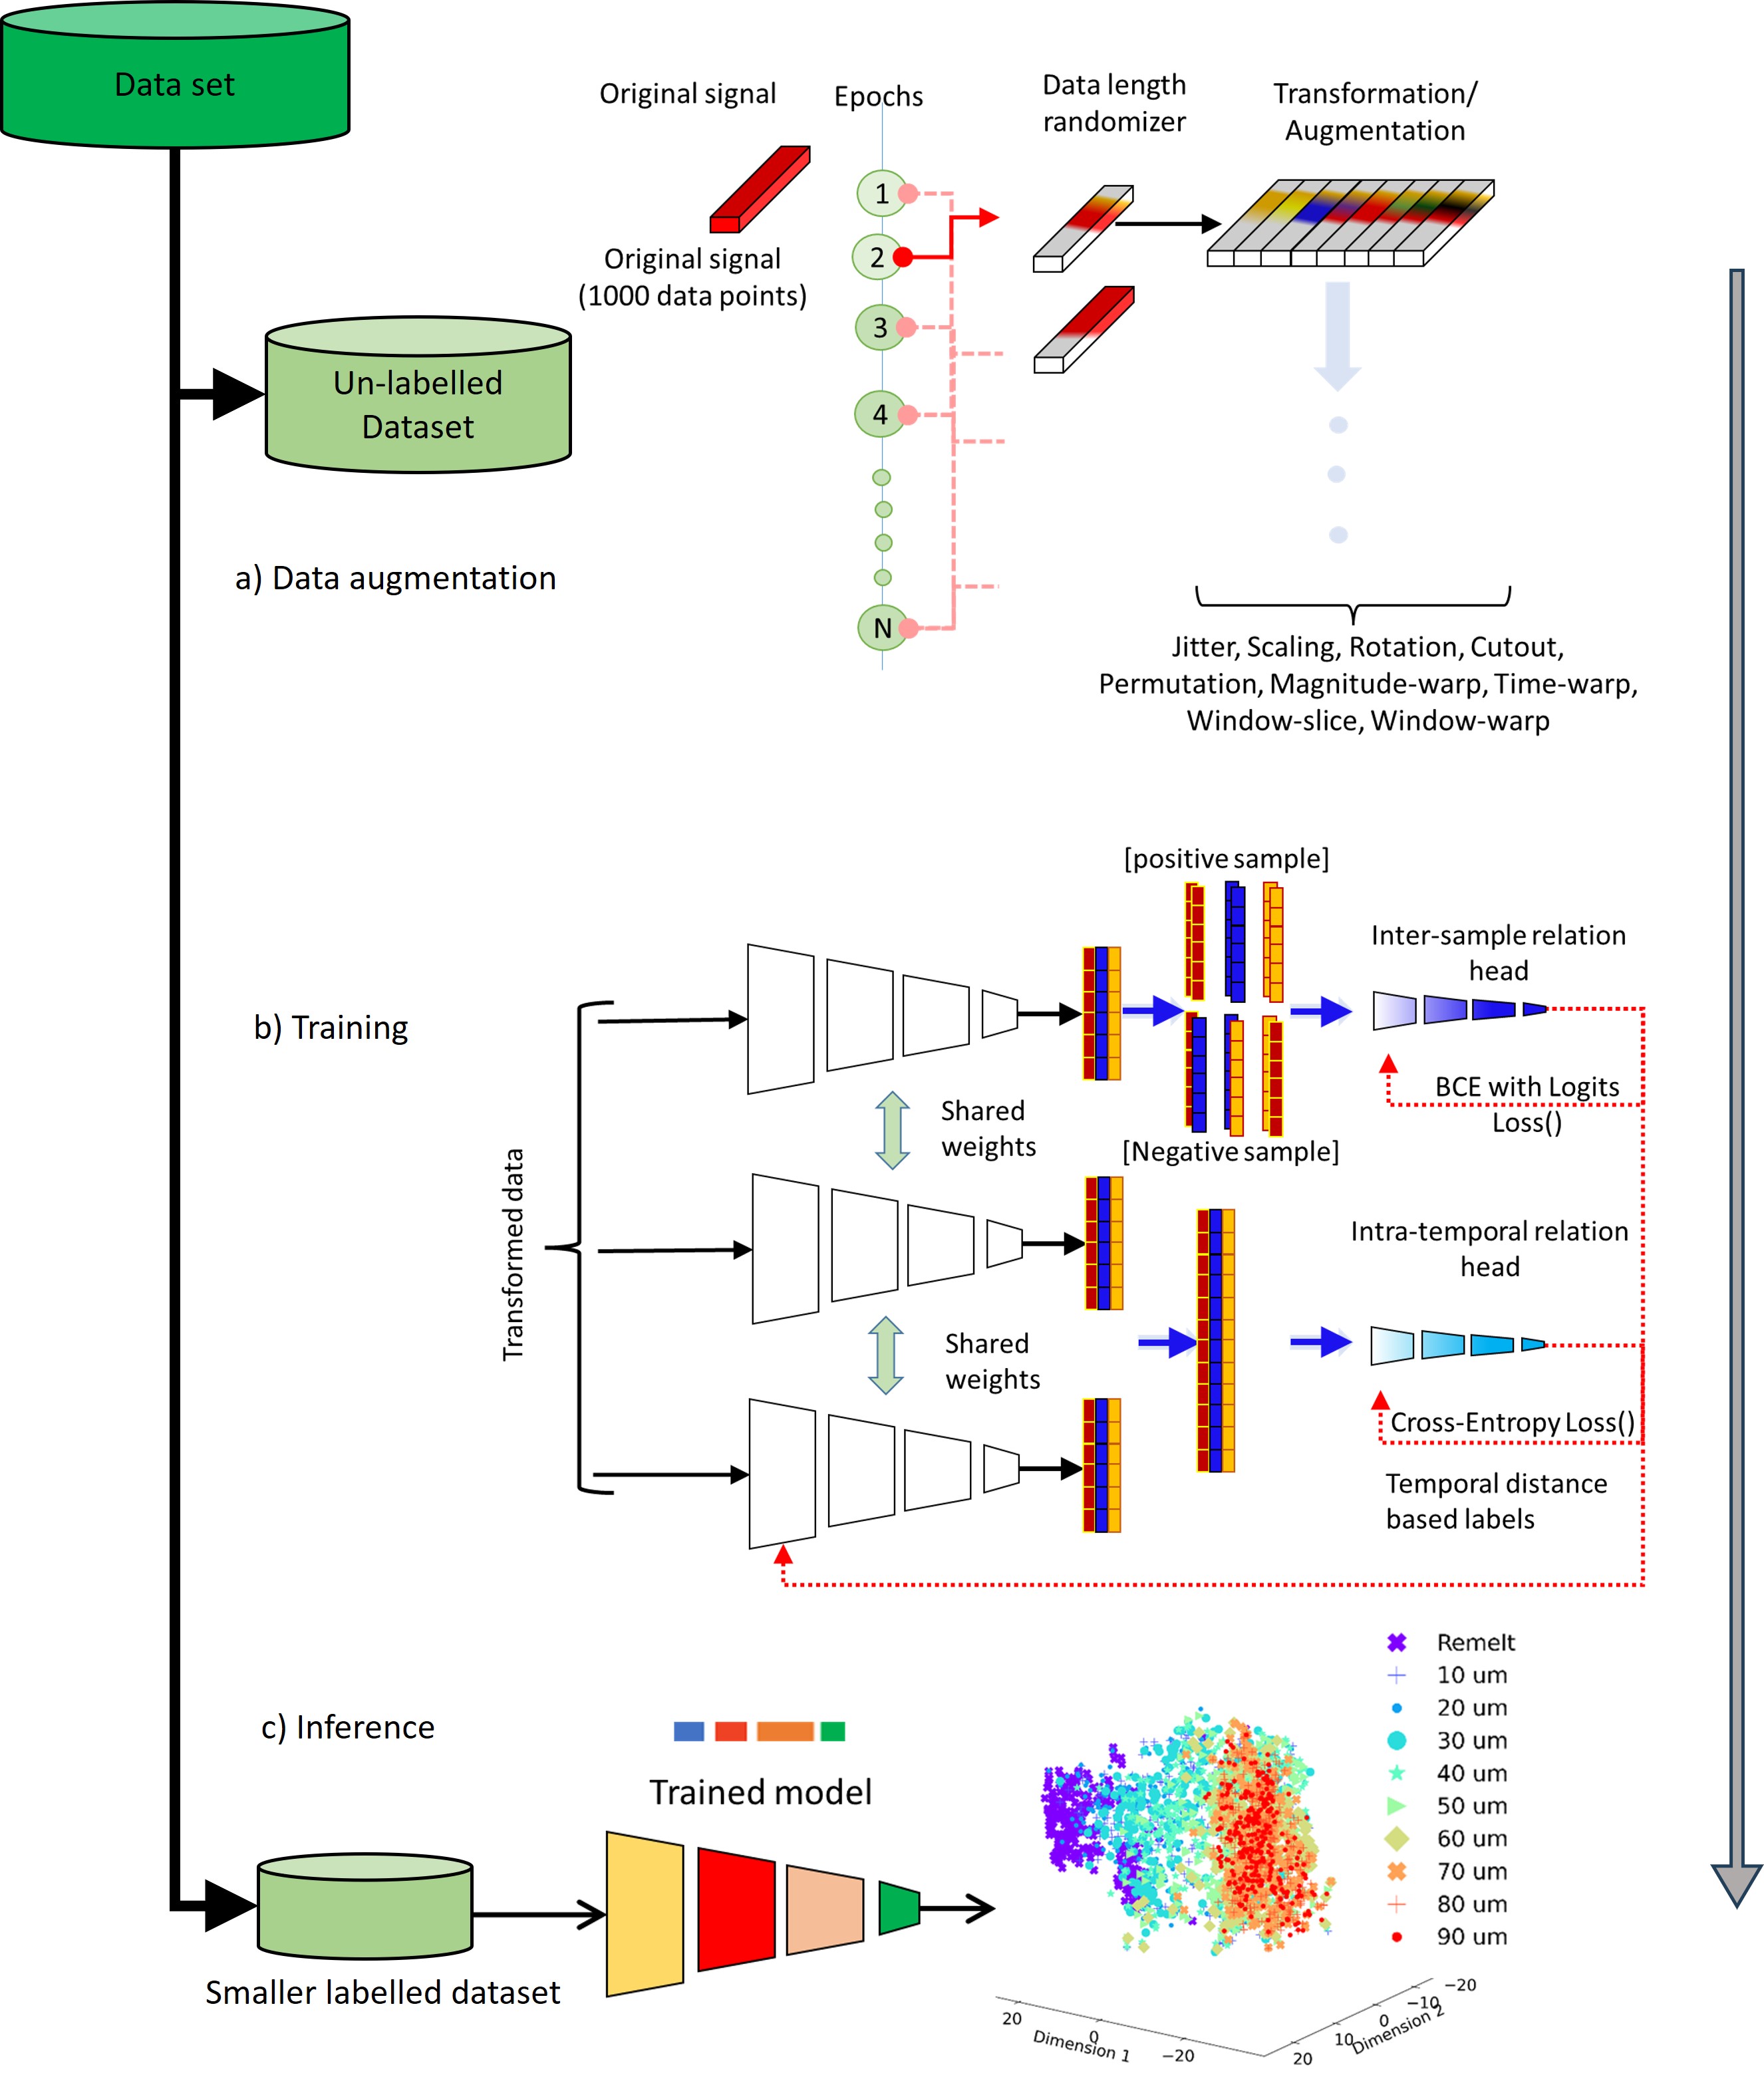 Data set
Original signal
Epochs
Data length
randomizer
Transformation/
Augmentation
Original signal
(1000 data points)
1
2
3
4
N
Un-labelled
Dataset
a) Data augmentation
Jitter, Scaling, Rotation, Cutout,
Permutation, Magnitude-warp, Time-warp,
Window-slice, Window-warp
[positive sample]
Inter-sample relation
head
b) Training
BCE with Logits
Loss()
Shared
weights
[Negative sample]
Transformed data
Intra-temporal relation
head
Shared
weights
Cross-Entropy Loss()
Temporal distance
based labels
c) Inference
Trained model
Smaller labelled dataset
Remelt
10 um
20 um
30 um
40 um
50 um
60 um
70 um
80 um
90 um
20
0
−20
Dimension 1
20
10
0
−10
−20
Dimension 2